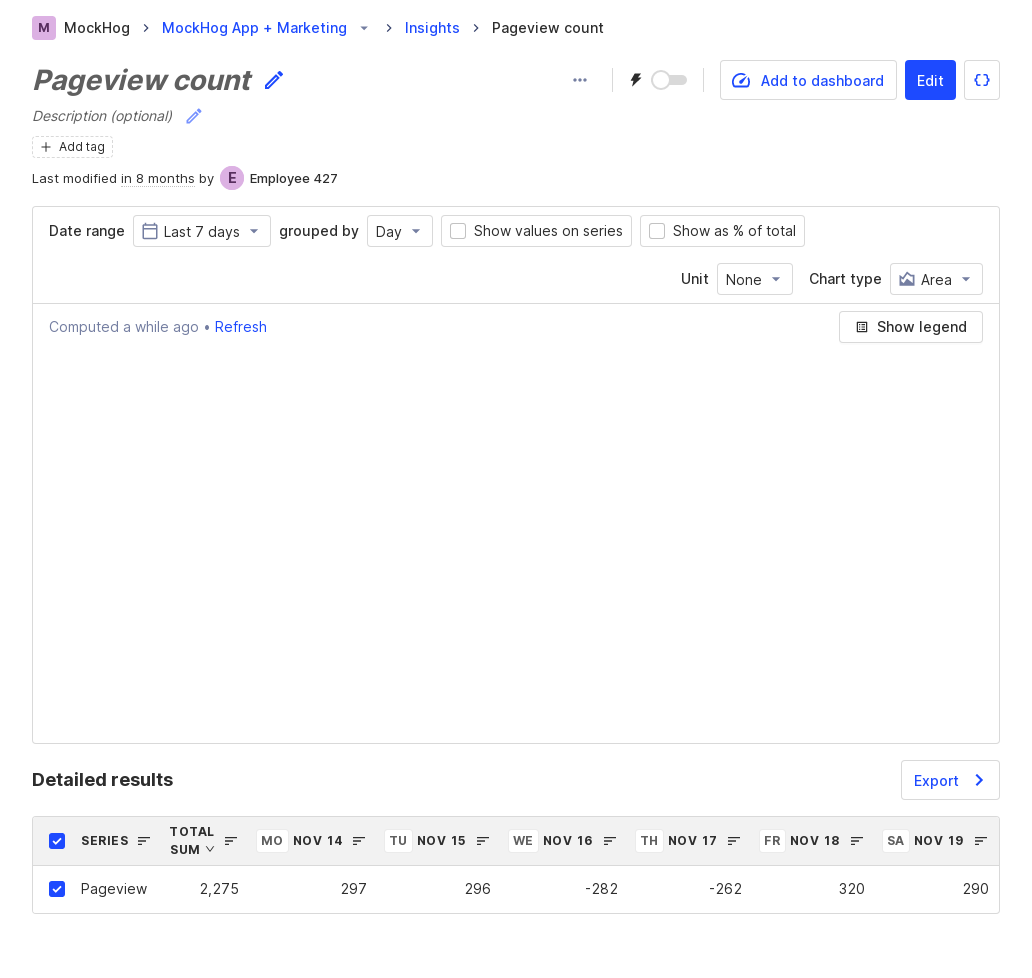 M MockHog > MockHog App + Marketing > Insights > Pageview count
Pageview count
Add to dashboard Edit {}
Description (optional)
+ Add tag
Last modified in 8 months by E Employee 427
Date range Last 7 days grouped by Day Show values on series Show as % of total
Unit None Chart type Area
Computed a while ago • Refresh Show legend
Detailed results Export
SERIES TOTAL SUM MO NOV 14 TU NOV 15 WE NOV 16 TH NOV 17 FR NOV 18 SA NOV 19
Pageview 2,275 297 296 -282 -262 320 290